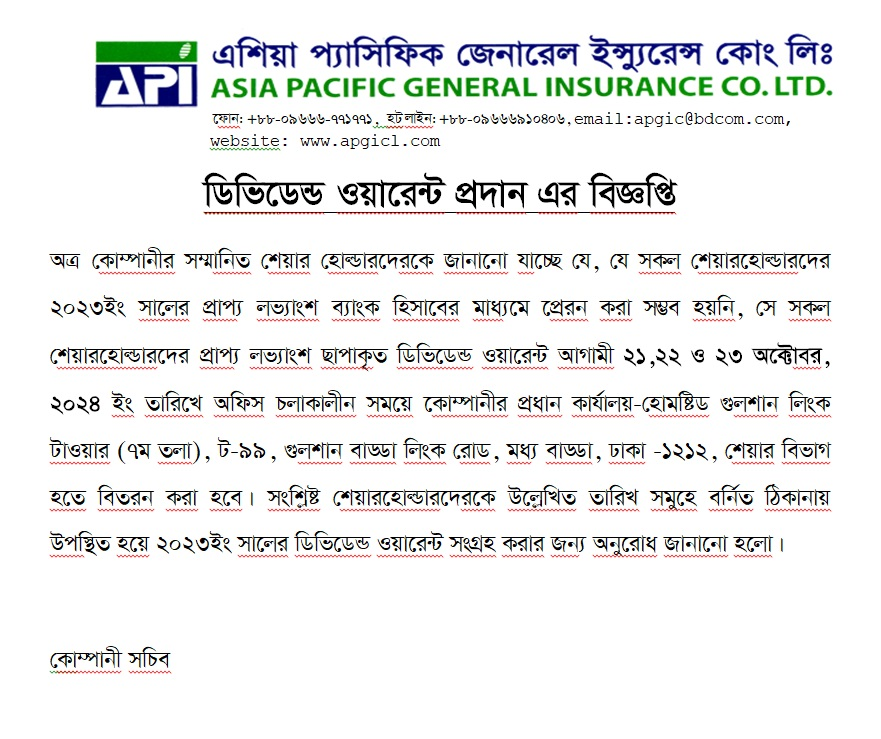 API এশিয়া প্যাসিফিক জেনারেল ইন্স্যুরেন্স কোং লিঃ
ASIA PACIFIC GENERAL INSURANCE CO. LTD.
ফোন: +৮৮-০৯৬৬৬-৭৭১৭৭১, হটলাইন: +৮৮-০৯৬৬৬৯১০৪০৬, email:apgic@bdcom.com,
website: www.apgicl.com
ডিভিডেন্ড ওয়ারেন্ট প্রদান এর বিজ্ঞপ্তি
অত্র কোম্পানীর সম্মানিত শেয়ার হোল্ডারদেরকে জানানো যাচ্ছে যে, যে সকল শেয়ারহোল্ডারদের
২০২৩ইং সালের প্রাপ্য লভ্যাংশ ব্যাংক হিসাবের মাধ্যমে প্রেরন করা সম্ভব হয়নি, সে সকল
শেয়ারহোল্ডারদের প্রাপ্য লভ্যাংশ ছাপাকৃত ডিভিডেন্ড ওয়ারেন্ট আগামী ২১,২২ ও ২৩ অক্টোবর,
২০২৪ ইং তারিখে অফিস চলাকালীন সময়ে কোম্পানীর প্রধান কার্যালয়-হোমষ্টিড গুলশান লিংক
টাওয়ার (৭ম তলা), ট-৯৯, গুলশান বাড্ডা লিংক রোড, মধ্য বাড্ডা, ঢাকা -১২১২, শেয়ার বিভাগ
হতে বিতরন করা হবে। সংশ্লিষ্ট শেয়ারহোল্ডারদেরকে উল্লেখিত তারিখ সমুহে বর্নিত ঠিকানায়
উপস্থিত হয়ে ২০২৩ইং সালের ডিভিডেন্ড ওয়ারেন্ট সংগ্রহ করার জন্য অনুরোধ জানানো হলো।
কোম্পানী সচিব